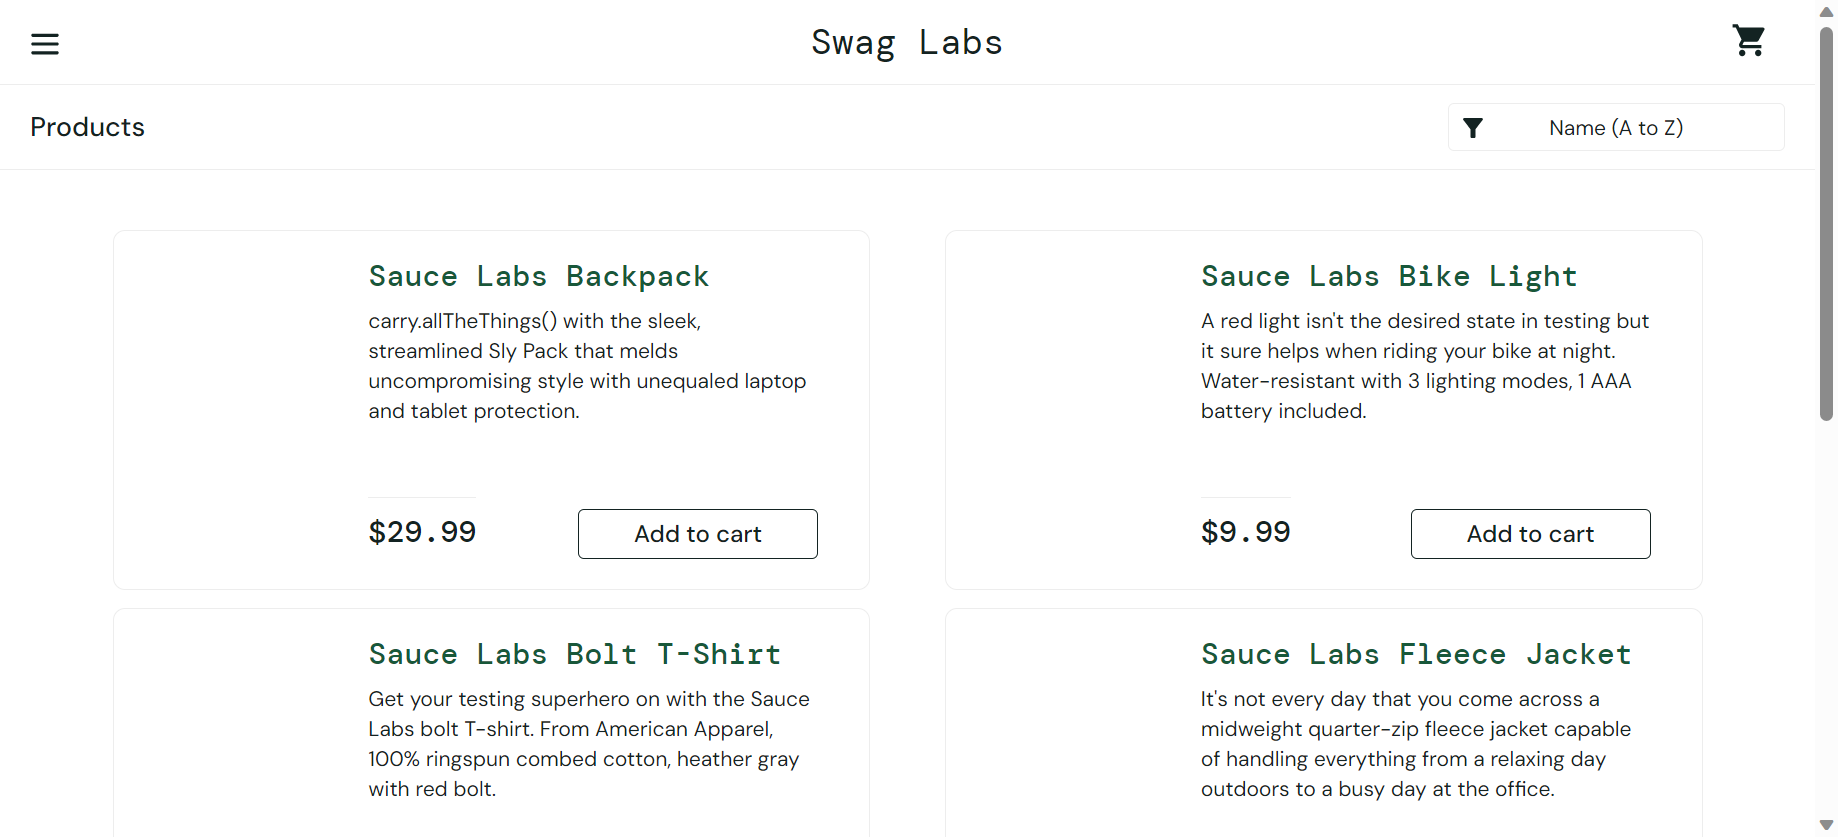 Swag Labs
Products
Name (A to Z)
Sauce Labs Backpack
carry.allTheThings() with the sleek,
streamlined Sly Pack that melds
uncompromising style with unequaled laptop
and tablet protection.
$29.99
Add to cart
Sauce Labs Bike Light
A red light isn't the desired state in testing but
it sure helps when riding your bike at night.
Water-resistant with 3 lighting modes, 1 AAA
battery included.
$9.99
Add to cart
Sauce Labs Bolt T-Shirt
Get your testing superhero on with the Sauce
Labs bolt T-shirt. From American Apparel,
100% ringspun combed cotton, heather gray
with red bolt.
Sauce Labs Fleece Jacket
It's not every day that you come across a
midweight quarter-zip fleece jacket capable
of handling everything from a relaxing day
outdoors to a busy day at the office.